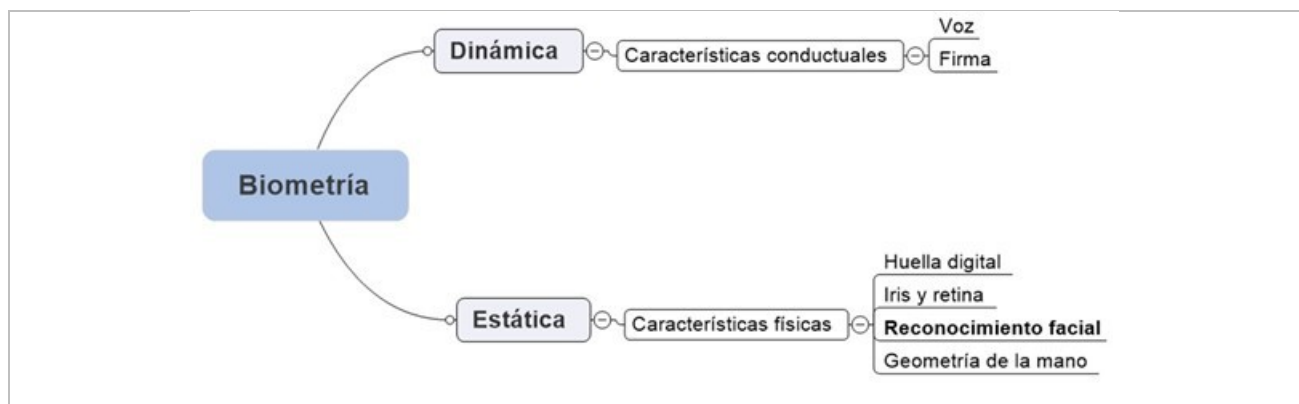 Biometría
Dinámica
Características conductuales
Voz
Firma
Estática
Características físicas
Huella digital
Iris y retina
Reconocimiento facial
Geometría de la mano